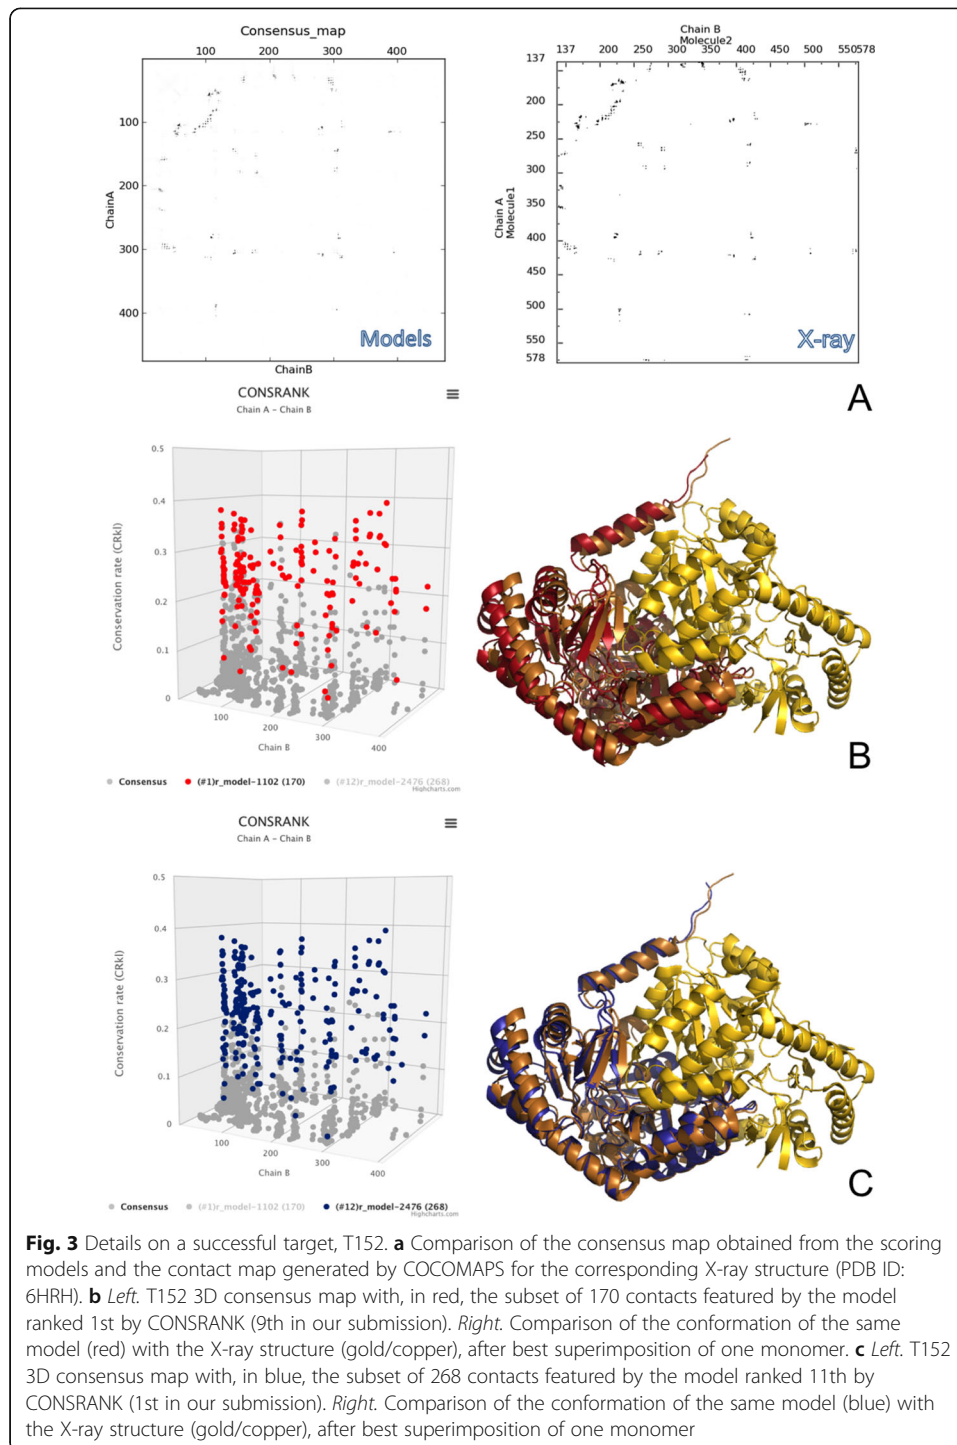 Consensus_map
100 200 300 400
100
200
300
400
ChainA
ChainB
Models
Chain B
Molecule2
137 200 250 300 350 400 450 500 550 578
137
200
250
300
350
400
450
500
550
578
Chain A
Molecule1
X-ray
A
CONSRANK
Chain A - Chain B
0.5
0.4
0.3
0.2
0.1
0
Conservation rate (CRkl)
100
200
300
400
Chain B
Consensus (#1)r_model-1102 (170) (#12)r_model-2476 (268)
Highcharts.com
B
CONSRANK
Chain A - Chain B
0.5
0.4
0.3
0.2
0.1
0
Conservation rate (CRkl)
100
200
300
400
Chain B
Consensus (#1)r_model-1102 (170) (#12)r_model-2476 (268)
Highcharts.com
C
Fig. 3 Details on a successful target, T152. a Comparison of the consensus map obtained from the scoring
models and the contact map generated by COCOMAPS for the corresponding X-ray structure (PDB ID:
6HRH). b Left. T152 3D consensus map with, in red, the subset of 170 contacts featured by the model
ranked 1st by CONSRANK (9th in our submission). Right. Comparison of the conformation of the same
model (red) with the X-ray structure (gold/copper), after best superimposition of one monomer. c Left. T152
3D consensus map with, in blue, the subset of 268 contacts featured by the model ranked 11th by
CONSRANK (1st in our submission). Right. Comparison of the conformation of the same model (blue) with
the X-ray structure (gold/copper), after best superimposition of one monomer